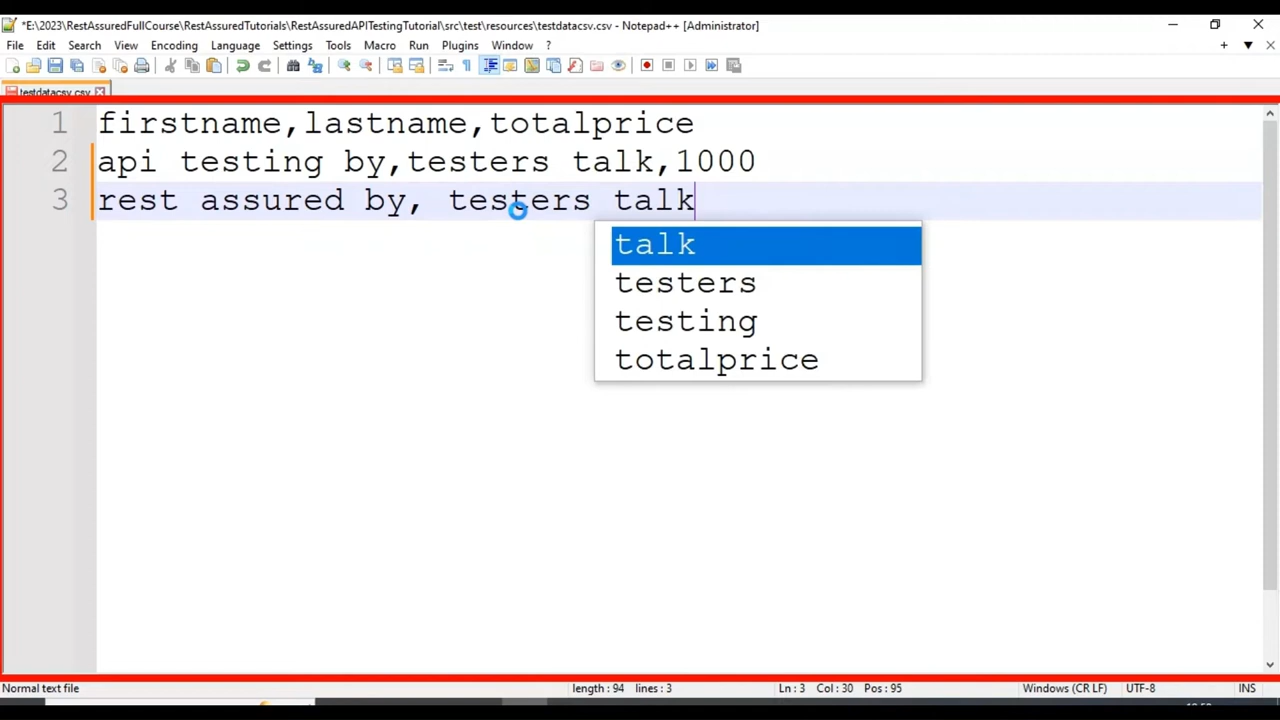 *E:\2023\RestAssuredFullCourse\RestAssuredTutorials\RestAssuredAPITestingTutorial\src\test\resources\testdatacsv.csv - Notepad++ [Administrator]
File Edit Search View Encoding Language Settings Tools Macro Run Plugins Window ?
testdatacsv.csv
1 firstname,lastname,totalprice
2 api testing by,testers talk,1000
3 rest assured by, testers talk
talk
testers
testing
totalprice
Normal text file length : 94 lines : 3 Ln : 3 Col : 30 Pos : 95 Windows (CR LF) UTF-8 INS